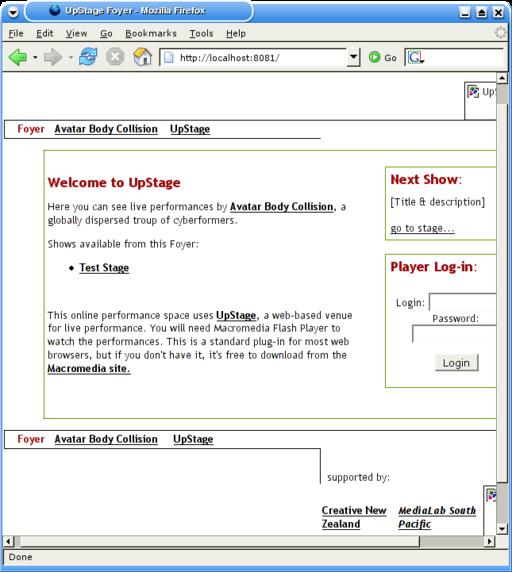 UpStage Foyer - Mozilla Firefox
File Edit View Go Bookmarks Tools Help
http://localhost:8081/ Go G
UpS
Foyer Avatar Body Collision UpStage
Welcome to UpStage
Here you can see live performances by Avatar Body Collision, a
globally dispersed troup of cyberformers.
Shows available from this Foyer:
Test Stage
This online performance space uses UpStage, a web-based venue
for live performance. You will need Macromedia Flash Player to
watch the performances. This is a standard plug-in for most web
browsers, but if you don't have it, it's free to download from the
Macromedia site.
Next Show:
[Title & description]
go to stage...
Player Log-in:
Login:
Password:
Login
Foyer Avatar Body Collision UpStage
supported by:
Creative New
Zealand
MediaLab South
Pacific
Done